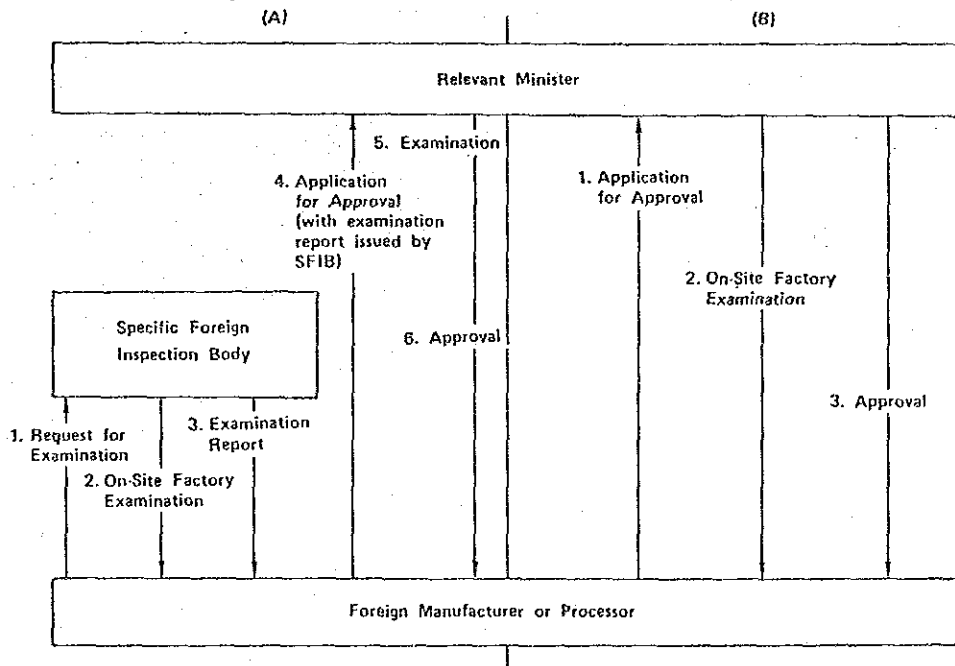 (A)
(B)
Relevant Minister
5. Examination
4. Application
for Approval
(with examination
report issued by
SFIB)
1. Application
for Approval
2. On-Site Factory
Examination
Specific Foreign
Inspection Body
6. Approval
3. Approval
1. Request for
Examination
3. Examination
Report
2. On-Site Factory
Examination
Foreign Manufacturer or Processor